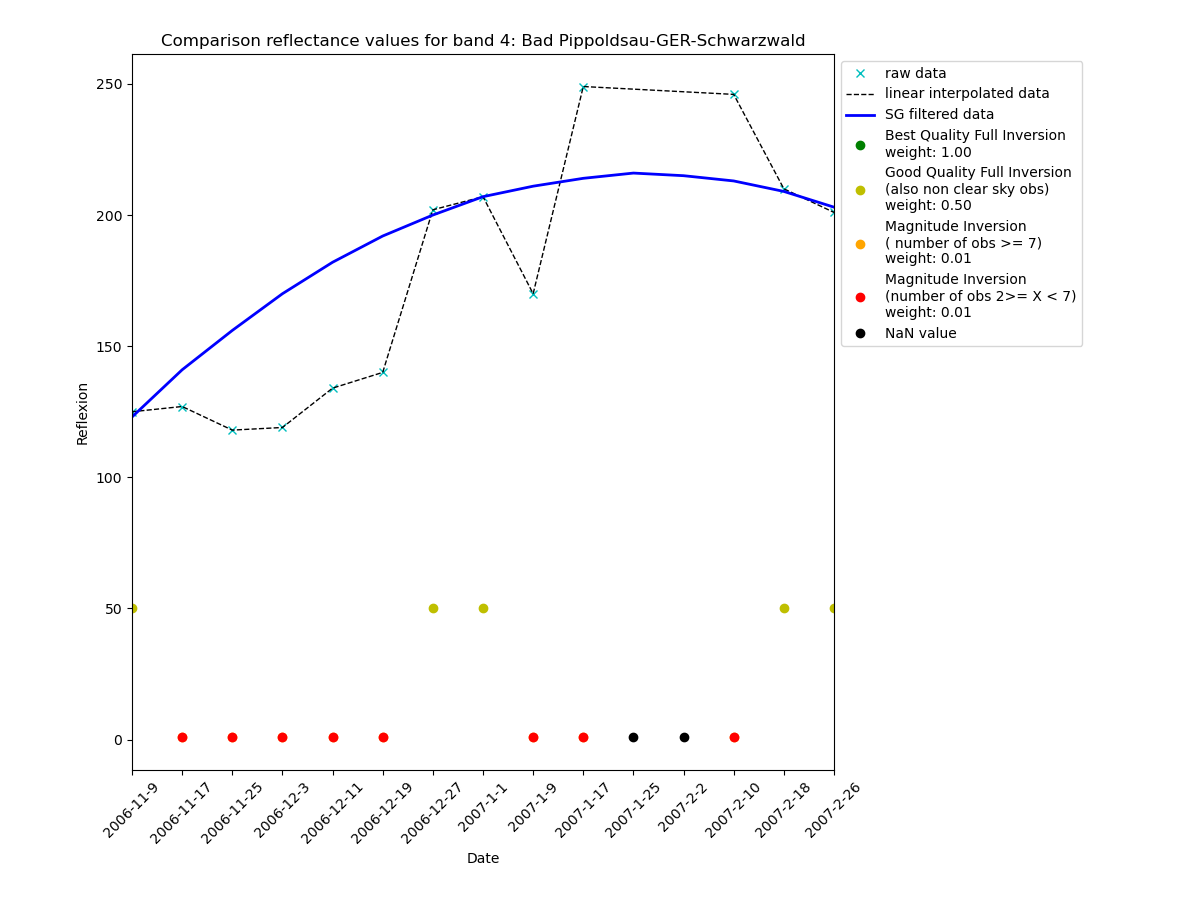 Comparison reflectance values for band 4: Bad Pippoldsau-GER-Schwarzwald
250
200
150
100
50
0
Reflexion
2006-11-9
2006-11-17
2006-11-25
2006-12-3
2006-12-11
2006-12-19
2006-12-27
2007-1-1
2007-1-9
2007-1-17
2007-1-25
2007-2-2
2007-2-10
2007-2-18
2007-2-26
Date
raw data
linear interpolated data
SG filtered data
Best Quality Full Inversion
weight: 1.00
Good Quality Full Inversion
(also non clear sky obs)
weight: 0.50
Magnitude Inversion
( number of obs >= 7)
weight: 0.01
Magnitude Inversion
(number of obs 2>= X < 7)
weight: 0.01
NaN value